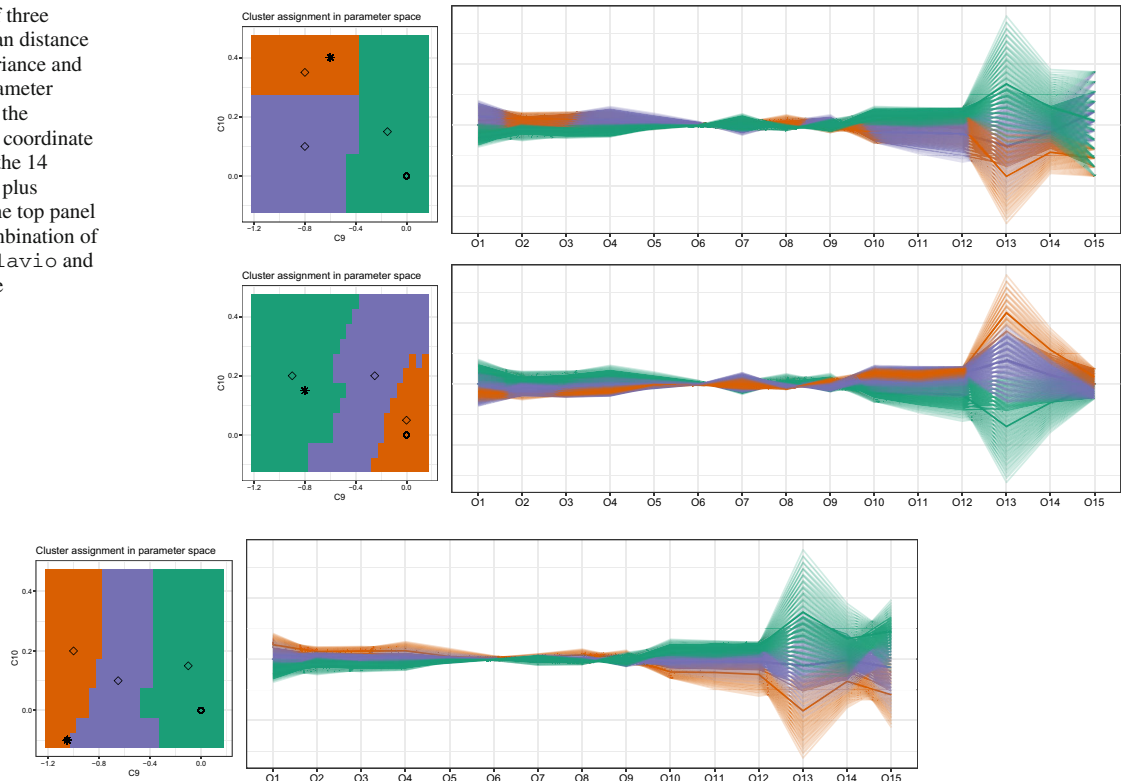 f three
an distance
riance and
ameter
the
coordinate
the 14
plus
ne top panel
mbination of
lavio and
e
Cluster assignment in parameter space
C10
0.4
0.2
0.0
−1.2 −0.8 −0.4 0.0
C9
O1 O2 O3 O4 O5 O6 O7 O8 O9 O10 O11 O12 O13 O14 O15
Cluster assignment in parameter space
C10
0.4
0.2
0.0
−1.2 −0.8 −0.4 0.0
C9
O1 O2 O3 O4 O5 O6 O7 O8 O9 O10 O11 O12 O13 O14 O15
Cluster assignment in parameter space
C10
0.4
0.2
0.0
−1.2 −0.8 −0.4 0.0
C9
O1 O2 O3 O4 O5 O6 O7 O8 O9 O10 O11 O12 O13 O14 O15